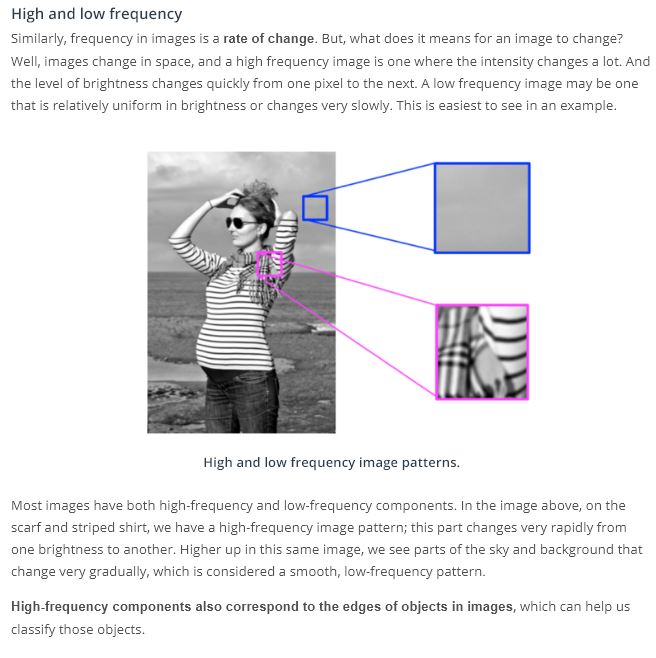 High and low frequency
Similarly, frequency in images is a rate of change. But, what does it means for an image to change?
Well, images change in space, and a high frequency image is one where the intensity changes a lot. And
the level of brightness changes quickly from one pixel to the next. A low frequency image may be one
that is relatively uniform in brightness or changes very slowly. This is easiest to see in an example.
High and low frequency image patterns.
Most images have both high-frequency and low-frequency components. In the image above, on the
scarf and striped shirt, we have a high-frequency image pattern; this part changes very rapidly from
one brightness to another. Higher up in this same image, we see parts of the sky and background that
change very gradually, which is considered a smooth, low-frequency pattern.
High-frequency components also correspond to the edges of objects in images, which can help us
classify those objects.